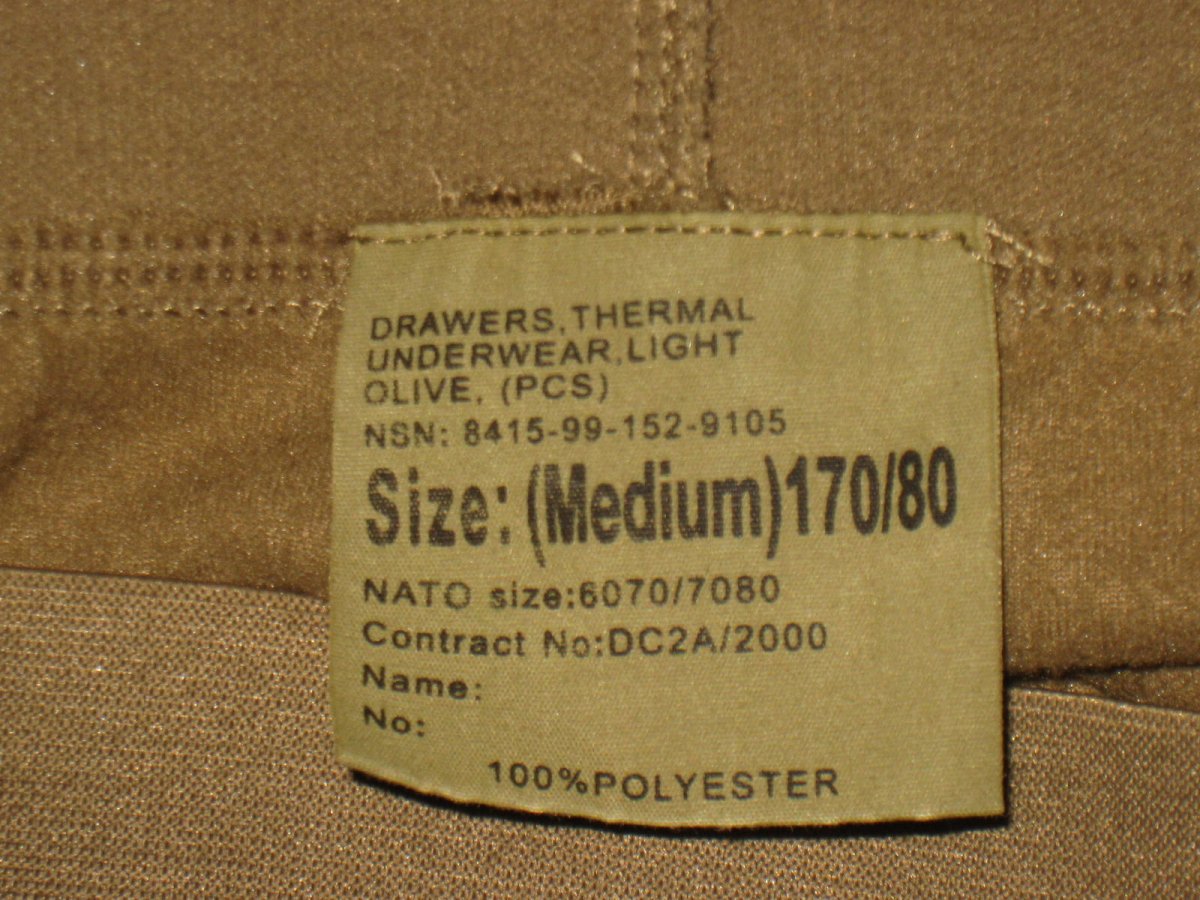 DRAWERS,THERMAL
UNDERWEAR,LIGHT
OLIVE, (PCS)
NSN: 8415-99-152-9105
Size: (Medium)170/80
NATO size:6070/7080
Contract No:DC2A/2000
Name:
No:
100%POLYESTER